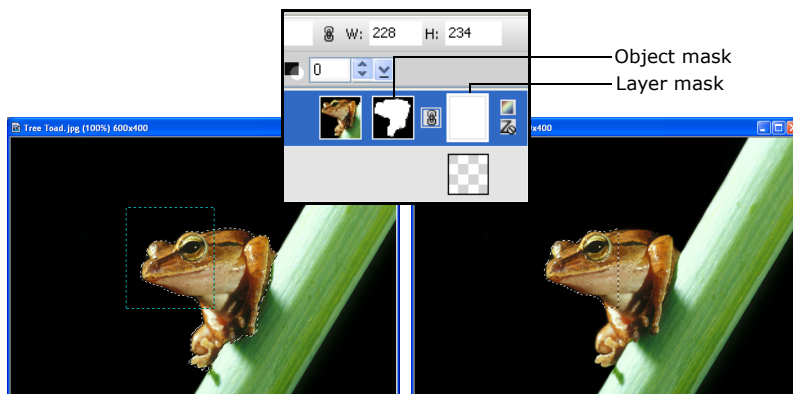 W: 228 H: 234
0
Object mask
Layer mask
Tree Toad.jpg (100%) 600x400
x400